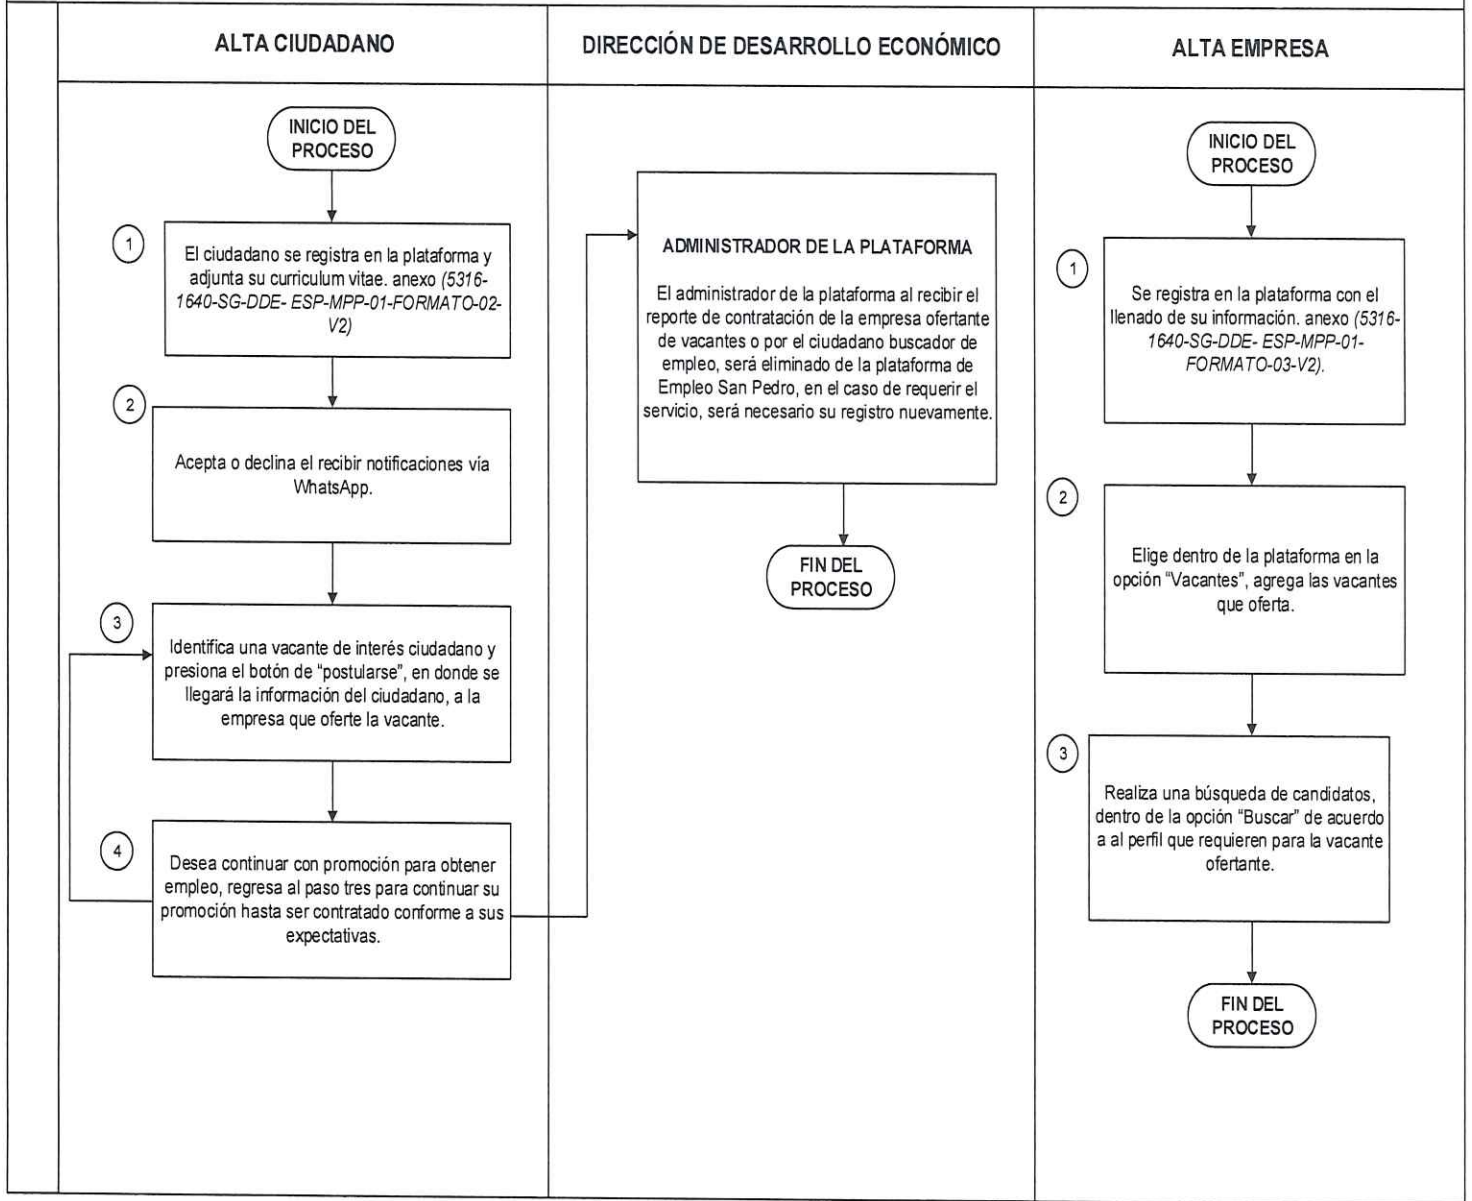 ALTA CIUDADANO
DIRECCIÓN DE DESARROLLO ECONÓMICO
ALTA EMPRESA
INICIO DEL
PROCESO
1
El ciudadano se registra en la plataforma y
adjunta su curriculum vitae. anexo (5316-
1640-SG-DDE- ESP-MPP-01-FORMATO-02-
V2)
2
Acepta o declina el recibir notificaciones vía
WhatsApp.
3
Identifica una vacante de interés ciudadano y
presiona el botón de “postularse”, en donde se
llegará la información del ciudadano, a la
empresa que oferte la vacante.
4
Desea continuar con promoción para obtener
empleo, regresa al paso tres para continuar su
promoción hasta ser contratado conforme a sus
expectativas.
ADMINISTRADOR DE LA PLATAFORMA
El administrador de la plataforma al recibir el
reporte de contratación de la empresa ofertante
de vacantes o por el ciudadano buscador de
empleo, será eliminado de la plataforma de
Empleo San Pedro, en el caso de requerir el
servicio, será necesario su registro nuevamente.
FIN DEL
PROCESO
INICIO DEL
PROCESO
1
Se registra en la plataforma con el
llenado de su información. anexo (5316-
1640-SG-DDE- ESP-MPP-01-
FORMATO-03-V2).
2
Elige dentro de la plataforma en la
opción “Vacantes”, agrega las vacantes
que oferta.
3
Realiza una búsqueda de candidatos,
dentro de la opción “Buscar” de acuerdo
a al perfil que requieren para la vacante
ofertante.
FIN DEL
PROCESO